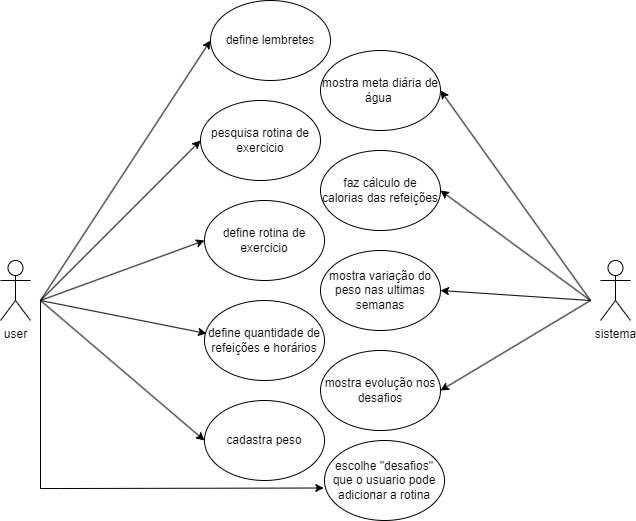 define lembretes
mostra meta diária de
água
pesquisa rotina de
exercicio
faz cálculo de
calorias das refeições
define rotina de
exercicio
mostra variação do
peso nas ultimas
semanas
user
sistema
define quantidade de
refeições e horários
mostra evolução nos
desafios
cadastra peso
escolhe "desafios"
que o usuario pode
adicionar a rotina